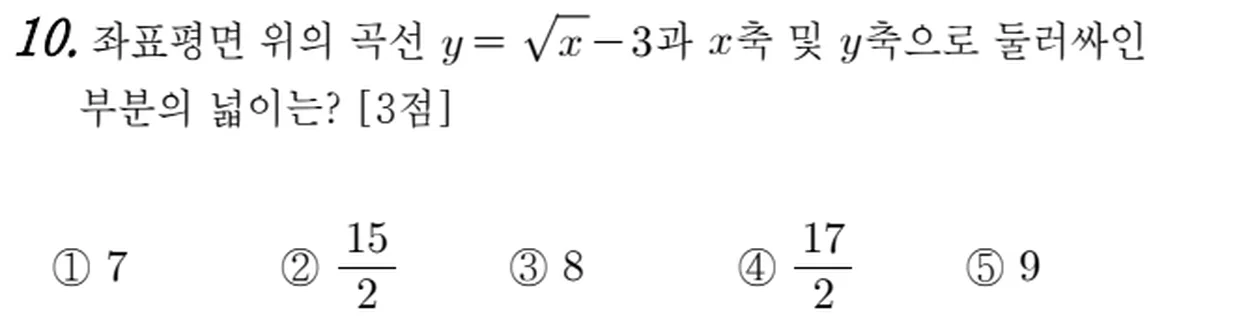 10. 좌표평면 위의 곡선 y = √x − 3과 x축 및 y축으로 둘러싸인
부분의 넓이는? [3점]
① 7 ② 15/2 ③ 8 ④ 17/2 ⑤ 9